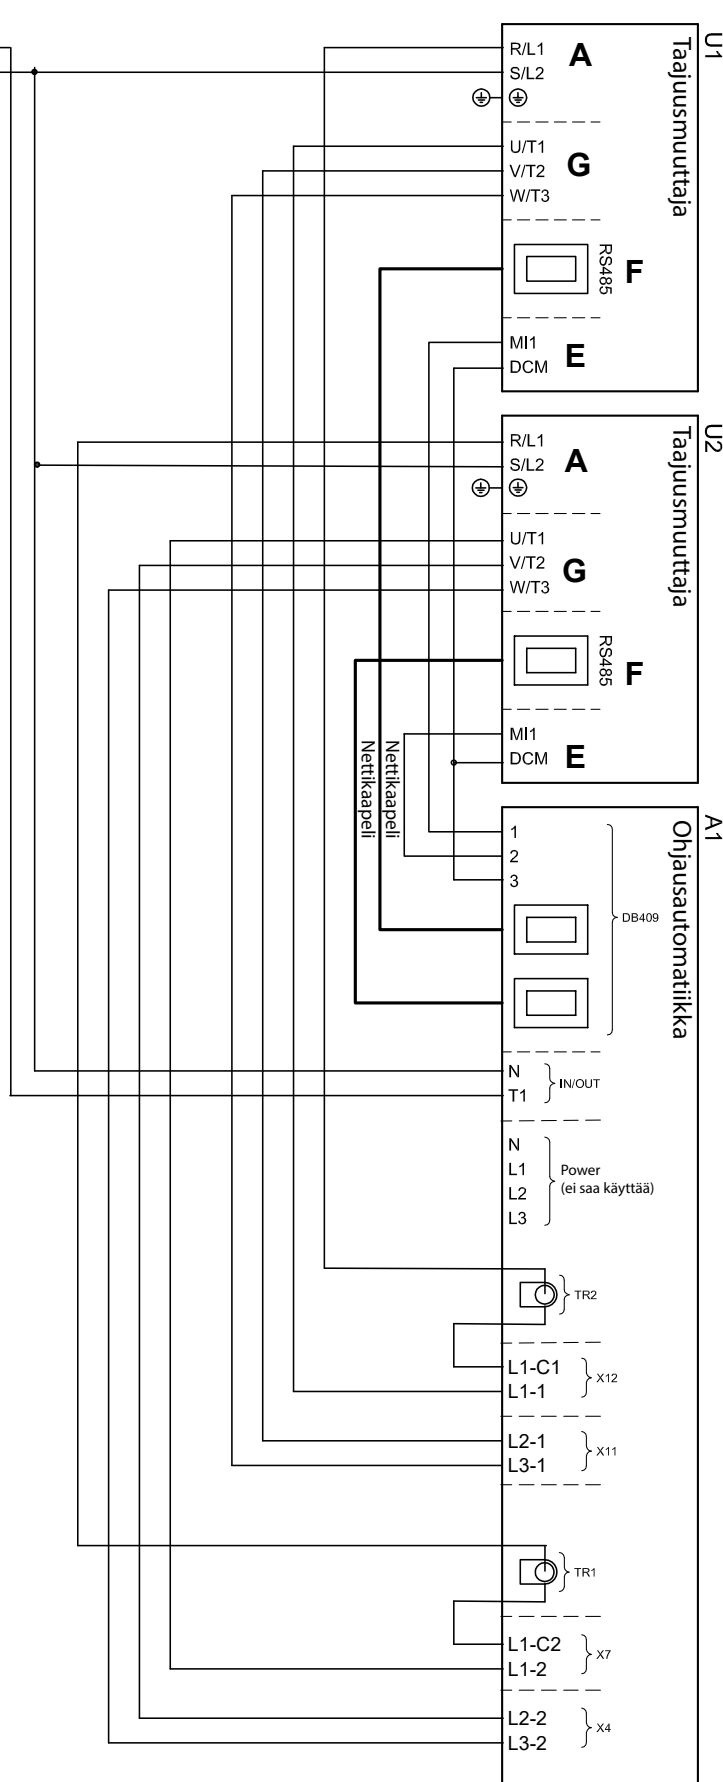 U1
Taajuusmuuttaja
R/L1
A
S/L2
U/T1
G
V/T2
W/T3
RS485
F
MI1
E
DCM
U2
Taajuusmuuttaja
R/L1
A
S/L2
U/T1
V/T2
G
W/T3
RS485
F
MI1
DCM
E
Nettikaapeli
Nettikaapeli
A1
Ohjausautomatiikka
1
2
3
DB409
N
T1
IN/OUT
N
L1
L2
L3
Power
(ei saa käyttää)
TR2
L1-C1
L1-1
X12
L2-1
L3-1
X11
TR1
L1-C2
L1-2
X7
L2-2
L3-2
X4